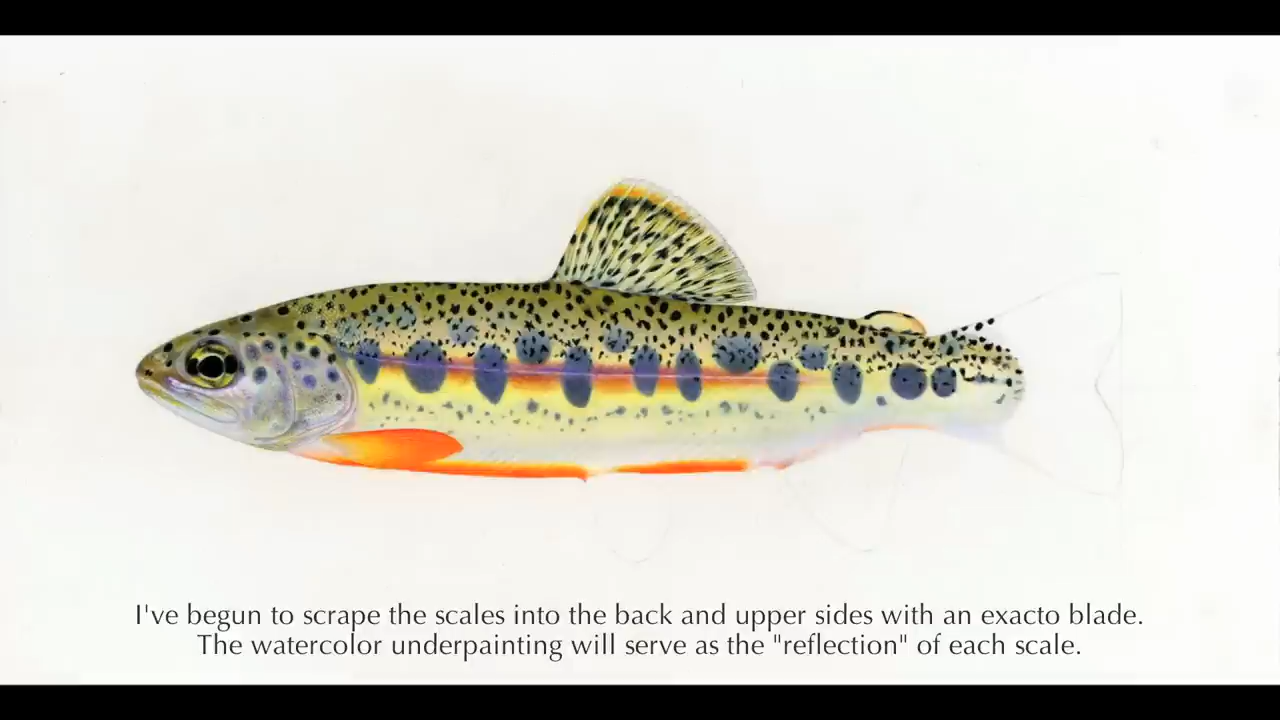 I've begun to scrape the scales into the back and upper sides with an exacto blade.
The watercolor underpainting will serve as the "reflection" of each scale.